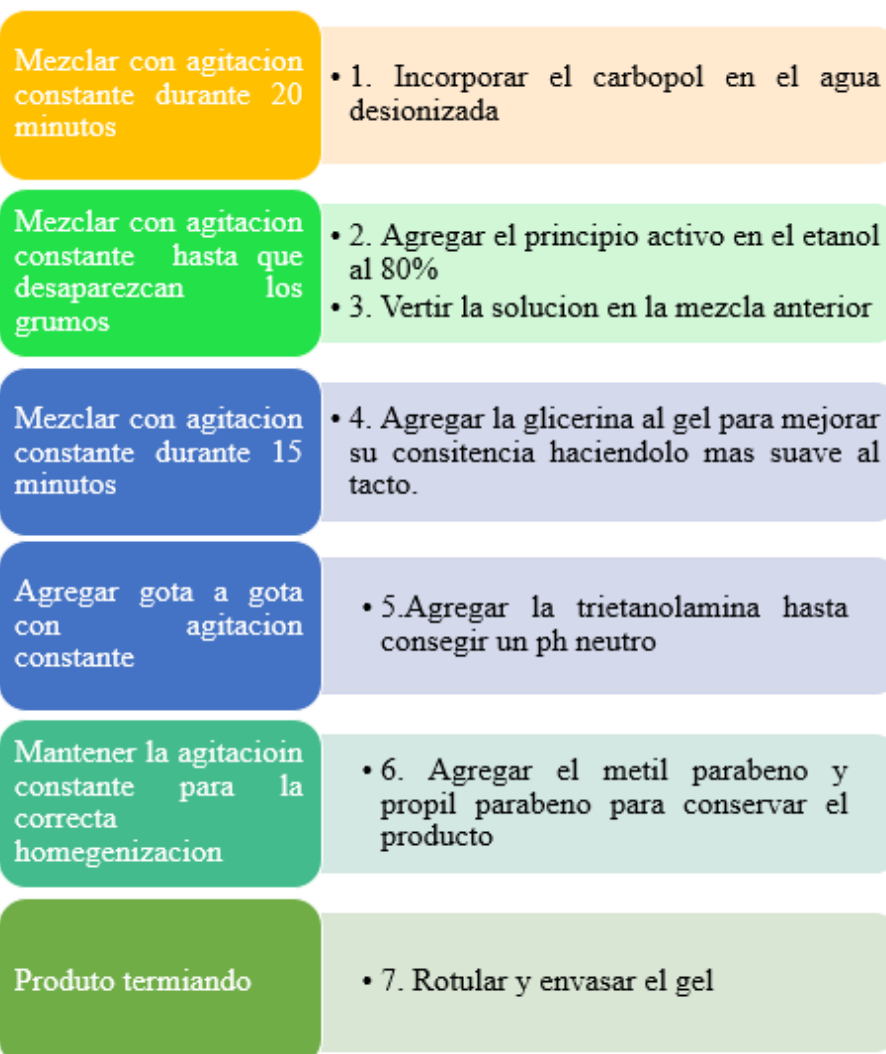 Mezclar con agitacion
constante durante 20
minutos
• 1. Incorporar el carbopol en el agua
desionizada
Mezclar con agitacion
constante hasta que
desaparezcan los
grumos
• 2. Agregar el principio activo en el etanol
al 80%
• 3. Vertir la solucion en la mezcla anterior
Mezclar con agitacion
constante durante 15
minutos
• 4. Agregar la glicerina al gel para mejorar
su consitencia haciendolo mas suave al
tacto.
Agregar gota a gota
con agitacion
constante
• 5.Agregar la trietanolamina hasta
consegir un ph neutro
Mantener la agitacioin
constante para la
correcta
homegenizacion
• 6. Agregar el metil parabeno y
propil parabeno para conservar el
producto
Produto termiando
• 7. Rotular y envasar el gel